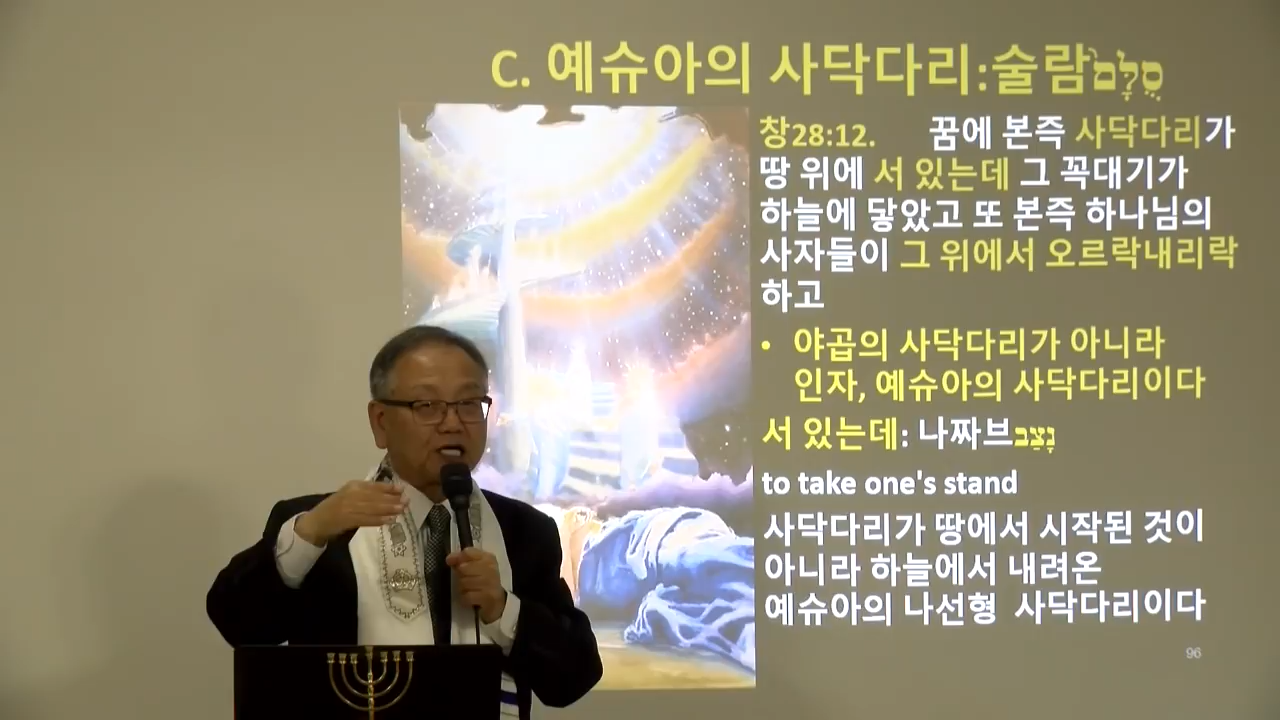 C. 예슈아의 사닥다리:술람סֻלָּם
창28:12. 꿈에 본즉 사닥다리가
땅 위에 서 있는데 그 꼭대기가
하늘에 닿았고 또 본즉 하나님의
사자들이 그 위에서 오르락내리락
하고
• 야곱의 사닥다리가 아니라
인자, 예슈아의 사닥다리이다
서 있는데: 나짜브נָצַב
to take one's stand
사닥다리가 땅에서 시작된 것이
아니라 하늘에서 내려온
예슈아의 나선형 사닥다리이다
96